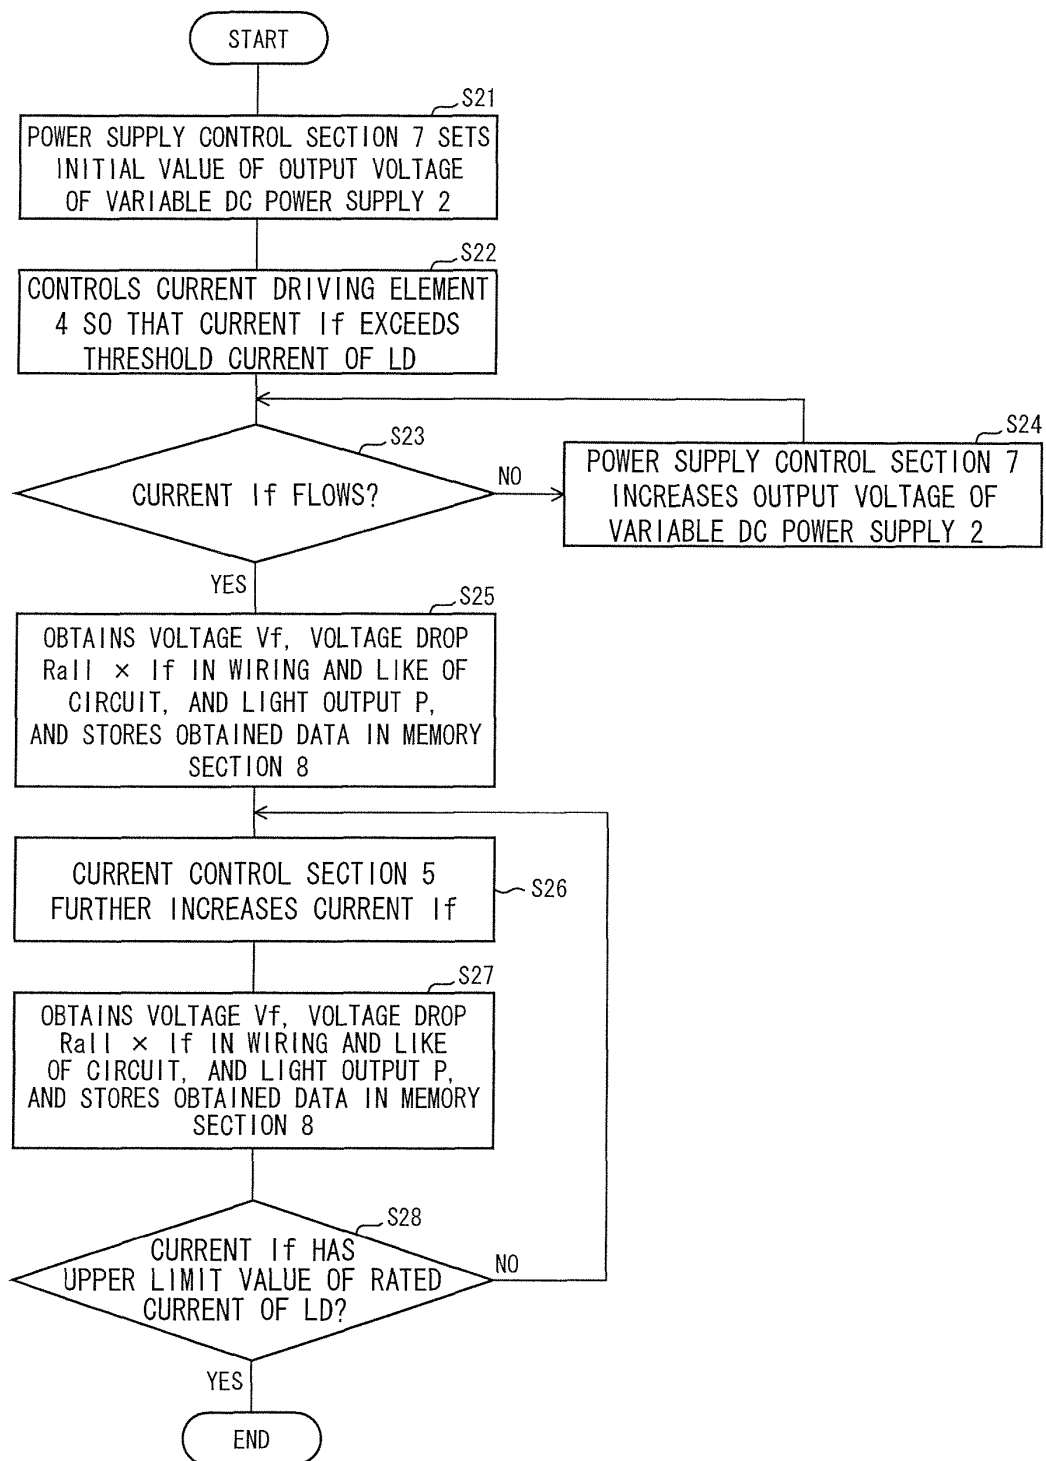 START
S21
POWER SUPPLY CONTROL SECTION 7 SETS
INITIAL VALUE OF OUTPUT VOLTAGE
OF VARIABLE DC POWER SUPPLY 2
S22
CONTROLS CURRENT DRIVING ELEMENT
4 SO THAT CURRENT If EXCEEDS
THRESHOLD CURRENT OF LD
S23
CURRENT If FLOWS?
NO
S24
POWER SUPPLY CONTROL SECTION 7
INCREASES OUTPUT VOLTAGE OF
VARIABLE DC POWER SUPPLY 2
YES
S25
OBTAINS VOLTAGE Vf, VOLTAGE DROP
Rall × If IN WIRING AND LIKE OF
CIRCUIT, AND LIGHT OUTPUT P,
AND STORES OBTAINED DATA IN MEMORY
SECTION 8
CURRENT CONTROL SECTION 5
FURTHER INCREASES CURRENT If
S26
S27
OBTAINS VOLTAGE Vf, VOLTAGE DROP
Rall × If IN WIRING AND LIKE
OF CIRCUIT, AND LIGHT OUTPUT P,
AND STORES OBTAINED DATA IN MEMORY
SECTION 8
S28
CURRENT If HAS
UPPER LIMIT VALUE OF RATED
CURRENT OF LD?
NO
YES
END